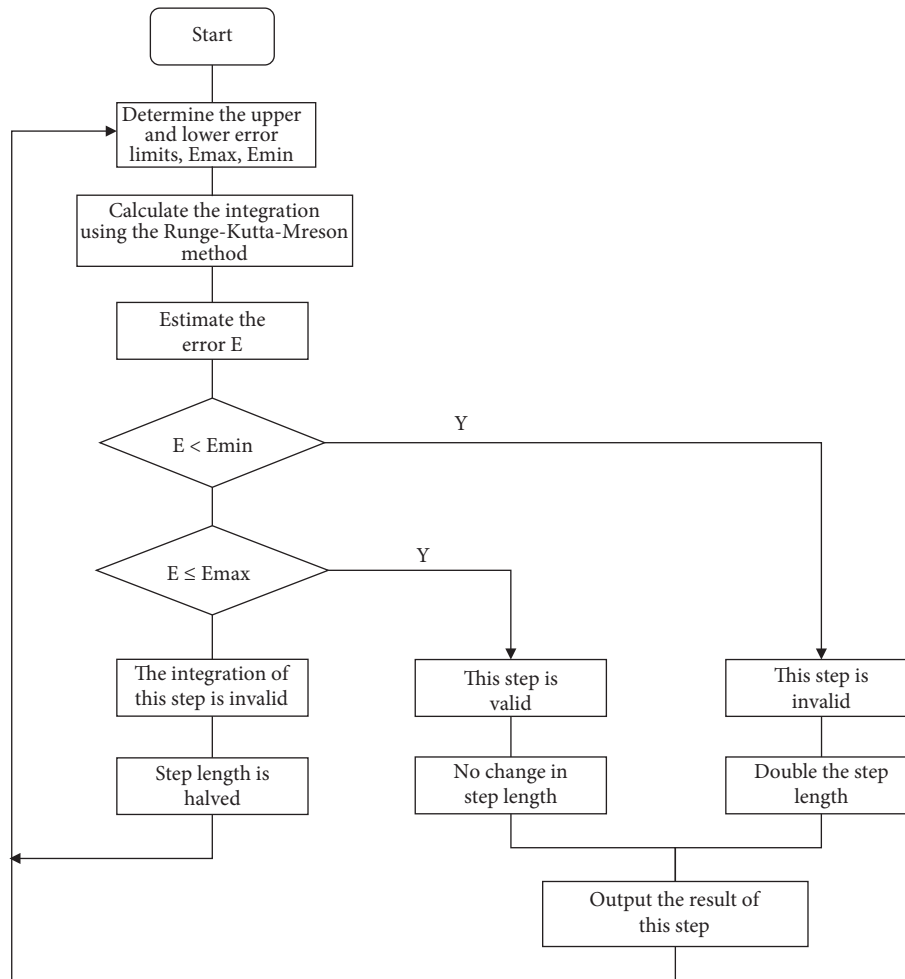 Start
Determine the upper
and lower error
limits, Emax, Emin
Calculate the integration
using the Runge-Kutta-Mreson
method
Estimate the
error E
E < Emin
Y
E ≤ Emax
Y
The integration of
this step is invalid
Step length is
halved
This step is
valid
No change in
step length
This step is
invalid
Double the step
length
Output the result of
this step